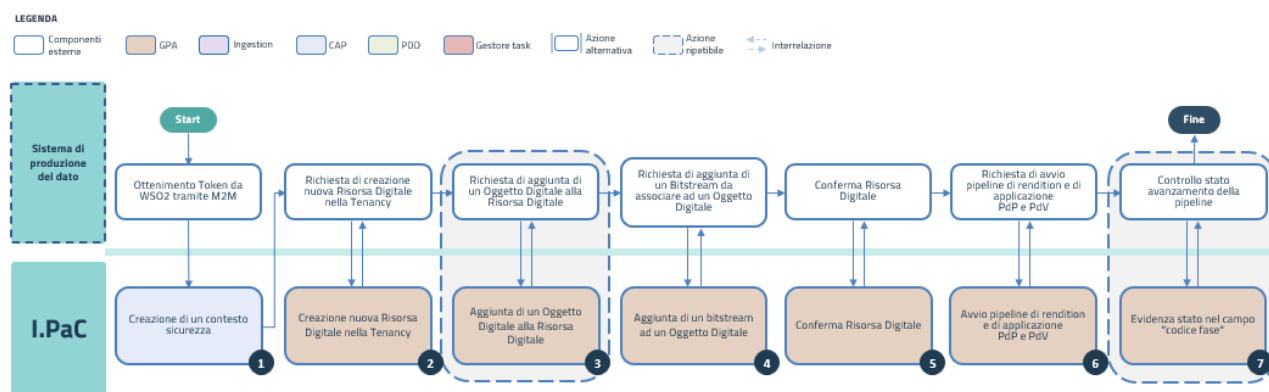 LEGENDA
Componenti
esterne
GPA
Ingestion
CAP
PDD
Gestore task
Azione
alternativa
Azione
ripetibile
Interrelazione
Sistema di
produzione
del dato
Start
Fine
Ottenimento Token da
WSO2 tramite M2M
Richiesta di creazione
nuova Risorsa Digitale
nella Tenancy
Richiesta di aggiunta di
un Oggetto Digitale alla
Risorsa Digitale
Richiesta di aggiunta di
un Bitstream da
associare ad un Oggetto
Digitale
Conferma Risorsa
Digitale
Richiesta di avvio
pipeline di rendition e di
applicazione
PdP e PdV
Controllo stato
avanzamento della
pipeline
I.PaC
Creazione di un contesto
sicurezza
1
Creazione nuova Risorsa
Digitale nella Tenancy
2
Aggiunta di un Oggetto
Digitale alla Risorsa
Digitale
3
Aggiunta di un bitstream
ad un Oggetto Digitale
4
Conferma Risorsa Digitale
5
Avvio pipeline di rendition
e di applicazione
PdP e PdV
6
Evidenza stato nel campo
"codice fase"
7